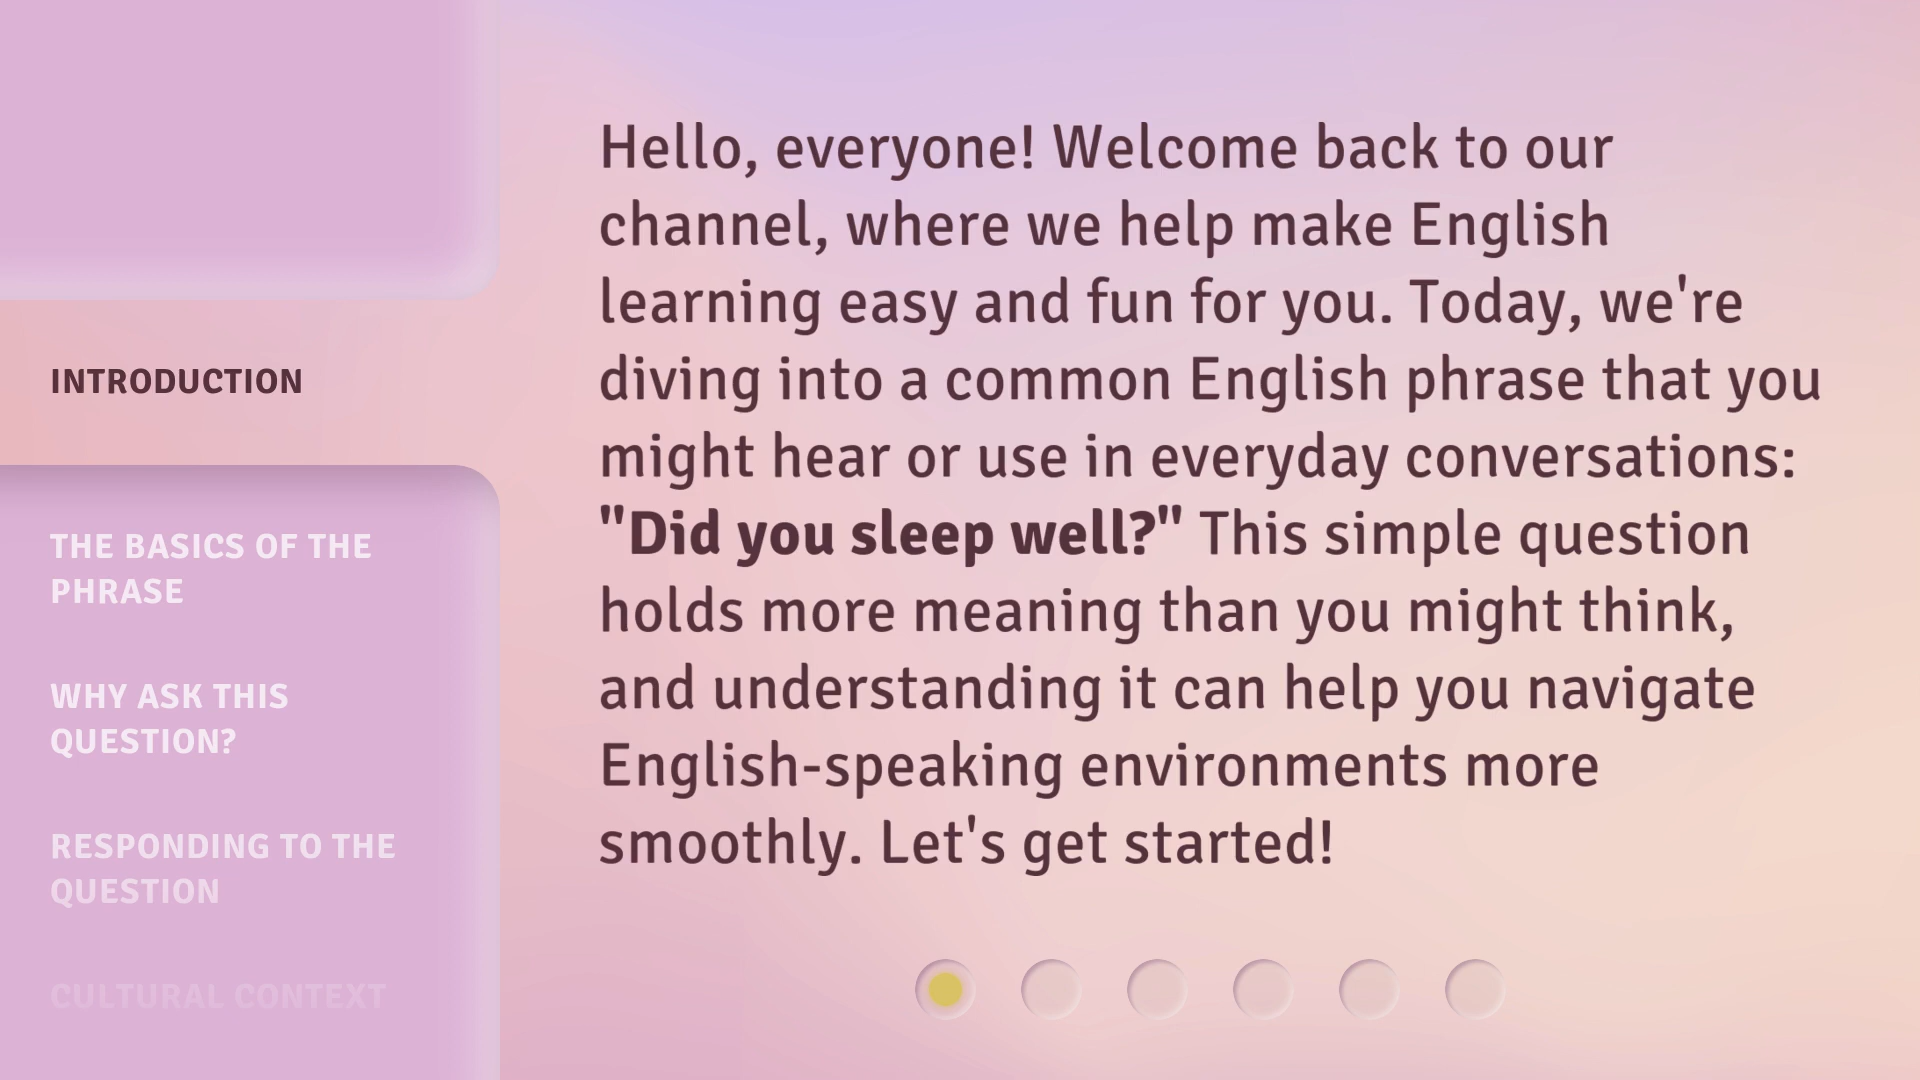 INTRODUCTION
THE BASICS OF THE
PHRASE
WHY ASK THIS
QUESTION?
RESPONDING TO THE
QUESTION
CULTURAL CONTEXT
Hello, everyone! Welcome back to our
channel, where we help make English
learning easy and fun for you. Today, we're
diving into a common English phrase that you
might hear or use in everyday conversations:
"Did you sleep well?" This simple question
holds more meaning than you might think,
and understanding it can help you navigate
English-speaking environments more
smoothly. Let's get started!